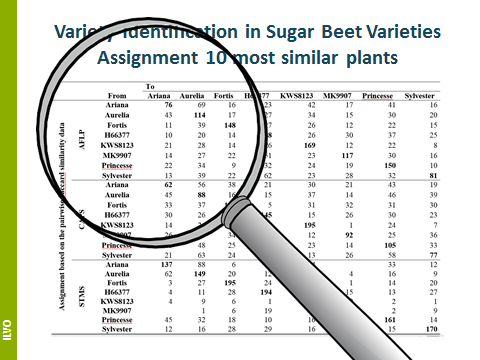 Variety Identification in Sugar Beet Varieties
Assignment 10 most similar plants
To
From Ariana Aurelia Fortis H66377 KWS8123 MK9907 Princesse Sylvester
Assignment based on the pairwise Jaccard similarity data
AFLP
Ariana 76 69 16 23 42 17 41 16
Aurelia 43 114 17 27 34 15 30 20
Fortis 11 39 148 27 26 12 22 15
H66377 10 20 14 26 30 37 25
KWS8123 21 28 14 169 12 22 8
MK9907 14 27 22 23 117 30 16
Princesse 22 34 9 32 24 19 150 10
Sylvester 13 39 22 62 23 28 32 81
Ariana 62 56 38 21 30 21 43 19
Aurelia 45 88 16 37 14 46 39
Fortis 33 37 5 31 32 31 30
H66377 30 26 145 15 26 30 23
KWS8123 14 195 1 24 7
12 92 25 36
Princesse 48 25 23 14 105 33
Sylvester 21 63 24 13 26 58 77
STMS
Ariana 137 88 6 33 12
Aurelia 62 149 20 12 4 16 9
Fortis 3 27 195 24 1 14 20
H66377 4 11 28 194 15 13 27
KWS8123 4 9 6 1 2 1
MK9907 1 6 19 2 9
Princesse 45 32 18 10 16 161 14
Sylvester 12 16 28 29 16 15 170
ILVO